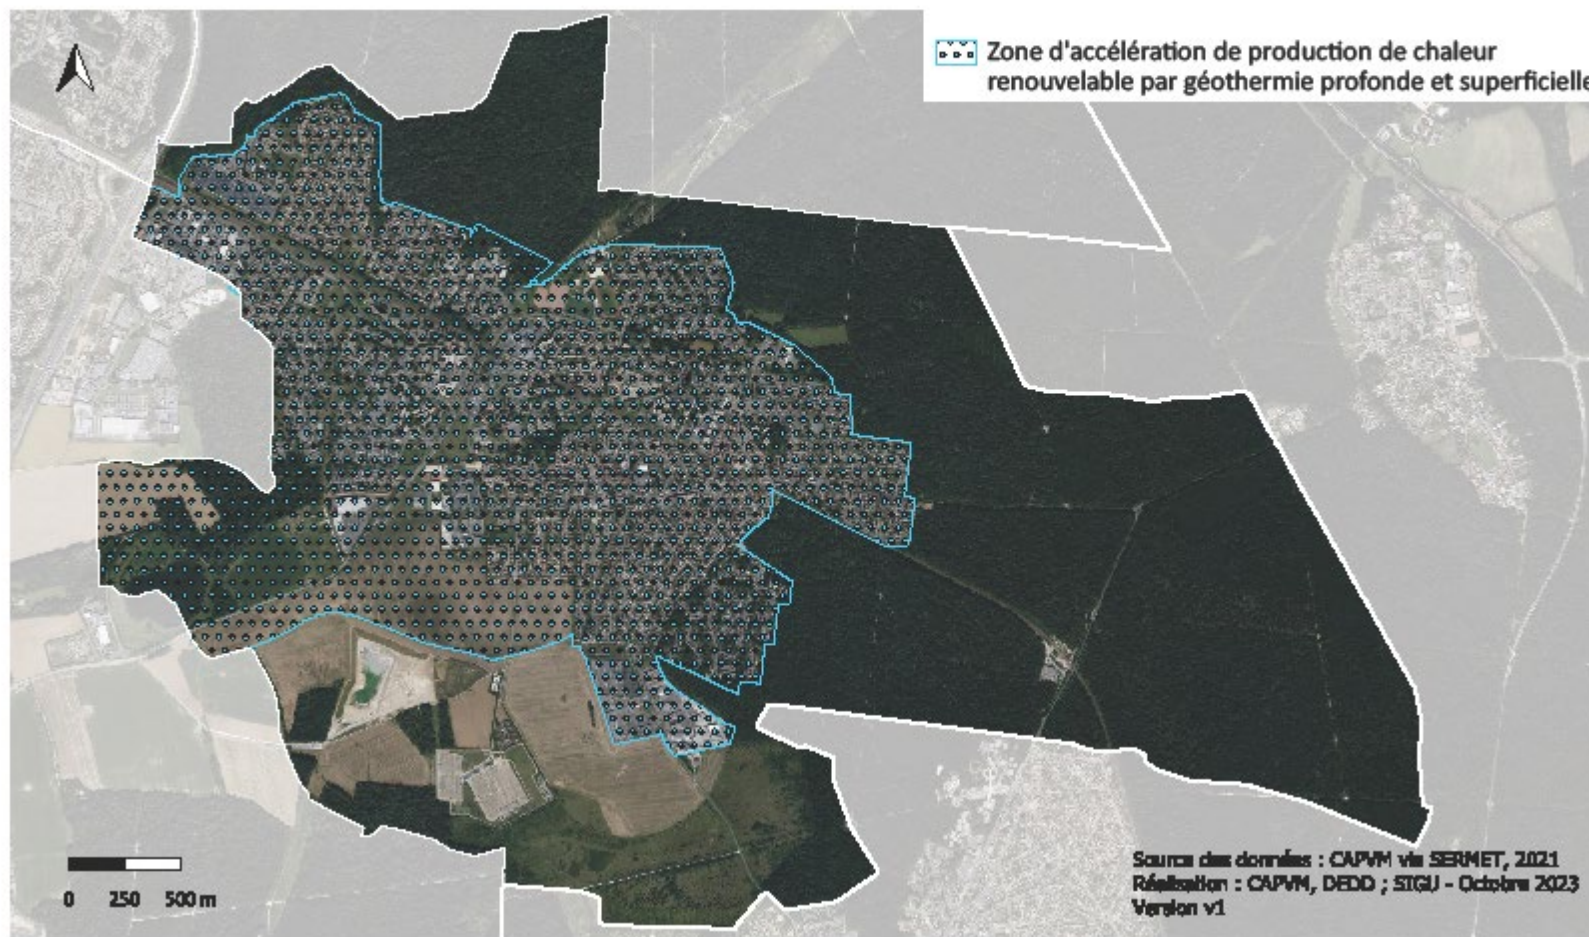 Zone d'accélération de production de chaleur
renouvelable par géothermie profonde et superficielle
0 250 500 m
Source des données : CAPVM via SERMET, 2021
Réalisation : CAPVM, DEDD ; SIGU - Octobre 2023
Version v1